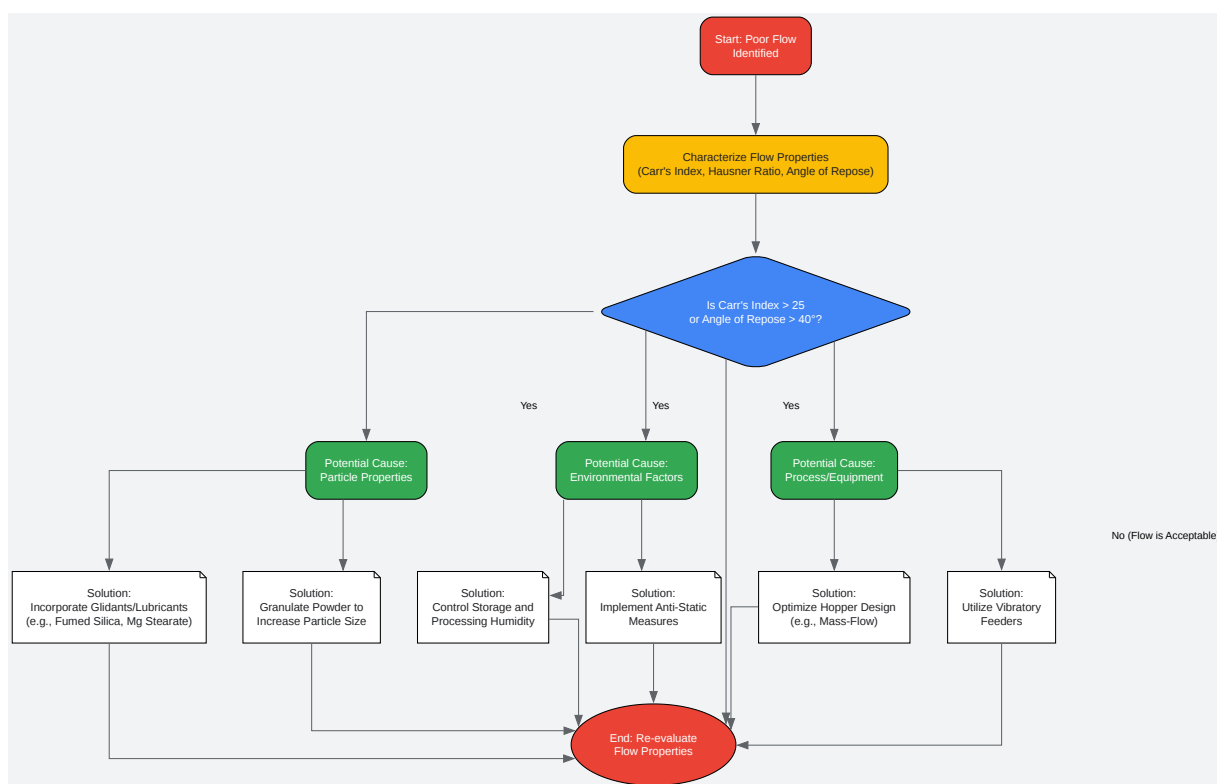 Start: Poor Flow
Identified
Characterize Flow Properties
(Carr's Index, Hausner Ratio, Angle of Repose)
Is Carr's Index > 25
or Angle of Repose > 40°?
Yes
Yes
Yes
Potential Cause:
Particle Properties
Potential Cause:
Environmental Factors
Potential Cause:
Process/Equipment
No (Flow is Acceptable
Solution:
Incorporate Glidants/Lubricants
(e.g., Fumed Silica, Mg Stearate)
Solution:
Granulate Powder to
Increase Particle Size
Solution:
Control Storage and
Processing Humidity
Solution:
Implement Anti-Static
Measures
Solution:
Optimize Hopper Design
(e.g., Mass-Flow)
Solution:
Utilize Vibratory
Feeders
End: Re-evaluate
Flow Properties